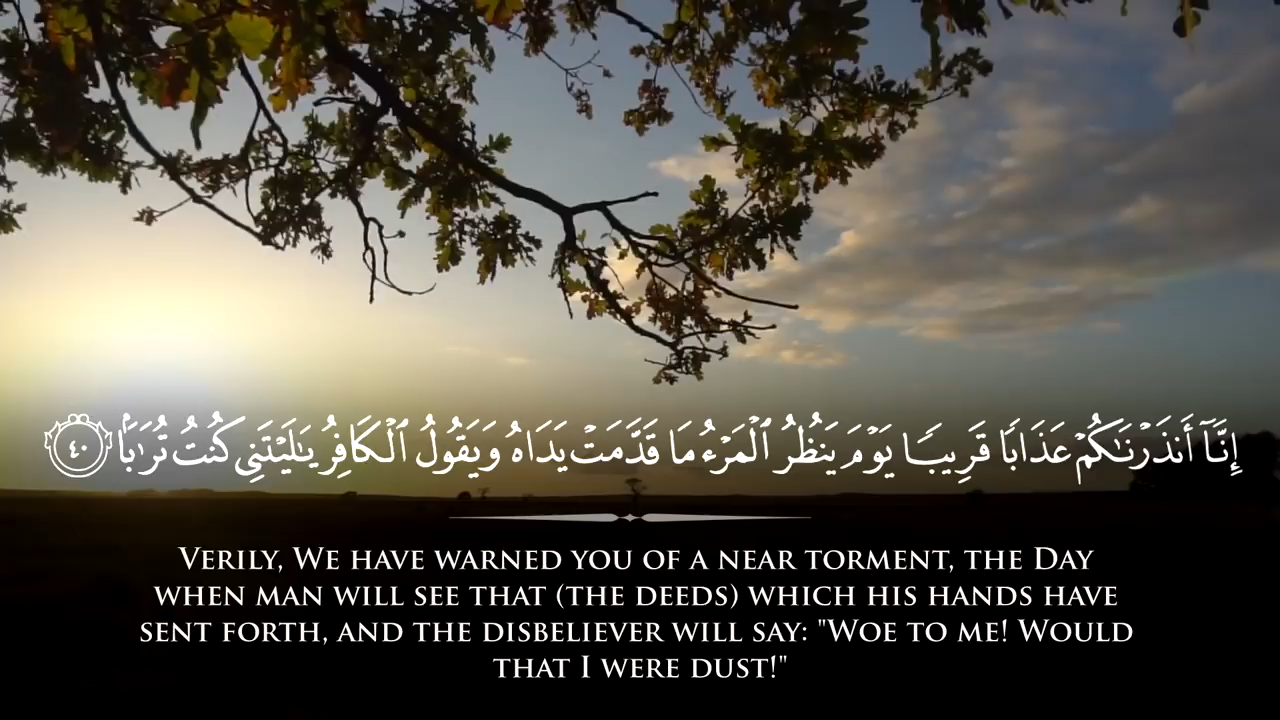 إِنَّآ أَنذَرْنَٰكُمْ عَذَابًا قَرِيبًا يَوْمَ يَنظُرُ ٱلْمَرْءُ مَا قَدَّمَتْ يَدَاهُ وَيَقُولُ ٱلْكَافِرُ يَٰلَيْتَنِى كُنتُ تُرَٰبًۢا ٤٠
Verily, We have warned you of a near torment, the Day
when man will see that (the deeds) which his hands have
sent forth, and the disbeliever will say: "Woe to me! Would
that I were dust!"